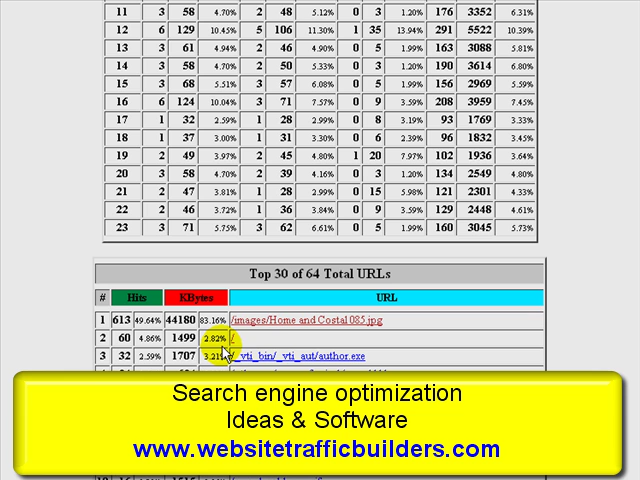 11 3 58 4.70% 2 48 5.12% 0 3 1.20% 176 3352 6.31%
12 6 129 10.45% 5 106 11.30% 1 35 13.94% 291 5522 10.39%
13 3 61 4.94% 2 46 4.90% 0 5 1.99% 163 3088 5.81%
14 3 58 4.70% 2 50 5.33% 0 3 1.20% 190 3614 6.80%
15 3 68 5.51% 3 57 6.08% 0 5 1.99% 156 2969 5.59%
16 6 124 10.04% 3 71 7.57% 0 9 3.59% 208 3959 7.45%
17 1 32 2.59% 1 28 2.99% 0 8 3.19% 93 1769 3.33%
18 1 37 3.00% 1 31 3.30% 0 6 2.39% 96 1832 3.45%
19 2 49 3.97% 2 45 4.80% 1 20 7.97% 102 1936 3.64%
20 3 58 4.70% 2 39 4.16% 0 3 1.20% 134 2549 4.80%
21 2 47 3.81% 1 28 2.99% 0 15 5.98% 121 2301 4.33%
22 2 46 3.72% 1 36 3.84% 0 9 3.59% 129 2448 4.61%
23 3 71 5.75% 3 62 6.61% 0 5 1.99% 160 3045 5.73%
Top 30 of 64 Total URLs
# Hits KBytes URL
1 613 49.64% 44180 83.16% /images/Home and Costal 085.jpg
2 60 4.86% 1499 2.82% /
3 32 2.59% 1707 3.21% /_vti_bin/_vti_aut/author.exe
Search engine optimization
Ideas & Software
www.websitetrafficbuilders.com